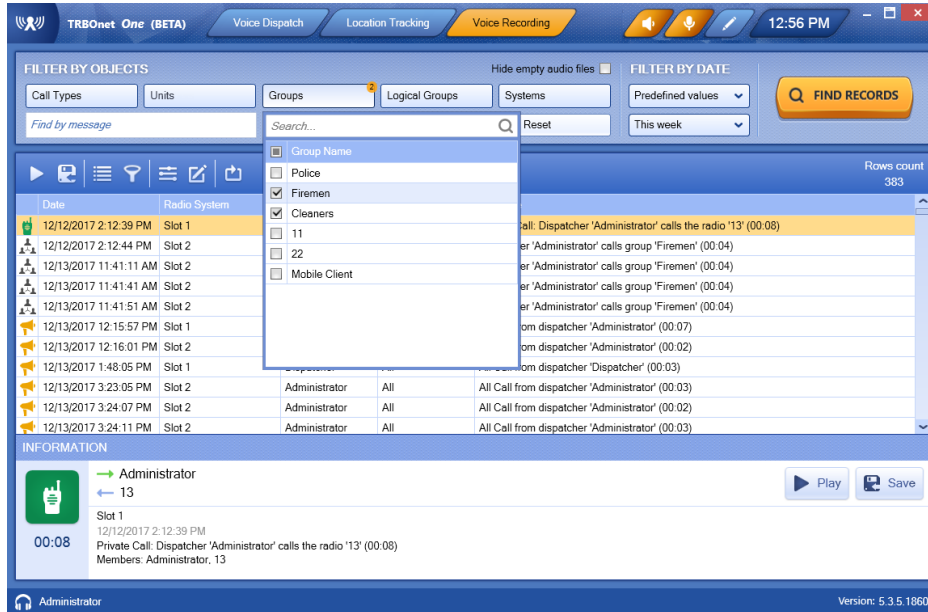 TRBOnet One (BETA) Voice Dispatch Location Tracking Voice Recording 12:56 PM
FILTER BY OBJECTS Hide empty audio files FILTER BY DATE
Call Types Units Groups 2 Logical Groups Systems Predefined values FIND RECORDS
Find by message Search... Reset This week
Group Name
Police
Firemen
Cleaners
11
22
Mobile Client
Rows count
383
Date Radio System
12/12/2017 2:12:39 PM Slot 1 Call: Dispatcher 'Administrator' calls the radio '13' (00:08)
12/12/2017 2:12:44 PM Slot 2 er 'Administrator' calls group 'Firemen' (00:04)
12/13/2017 11:41:11 AM Slot 2 er 'Administrator' calls group 'Firemen' (00:04)
12/13/2017 11:41:41 AM Slot 2 er 'Administrator' calls group 'Firemen' (00:04)
12/13/2017 11:41:51 AM Slot 2 er 'Administrator' calls group 'Firemen' (00:04)
12/13/2017 12:15:57 PM Slot 1 om dispatcher 'Administrator' (00:07)
12/13/2017 12:16:01 PM Slot 2 om dispatcher 'Administrator' (00:02)
12/13/2017 1:48:05 PM Slot 1 All Call from dispatcher 'Dispatcher' (00:03)
12/13/2017 3:23:05 PM Slot 2 Administrator All All Call from dispatcher 'Administrator' (00:03)
12/13/2017 3:24:07 PM Slot 2 Administrator All All Call from dispatcher 'Administrator' (00:02)
12/13/2017 3:24:11 PM Slot 2 Administrator All All Call from dispatcher 'Administrator' (00:03)
INFORMATION
Administrator
13
Play Save
Slot 1
12/12/2017 2:12:39 PM
00:08
Private Call: Dispatcher 'Administrator' calls the radio '13' (00:08)
Members: Administrator, 13
Administrator Version: 5.3.5.1860